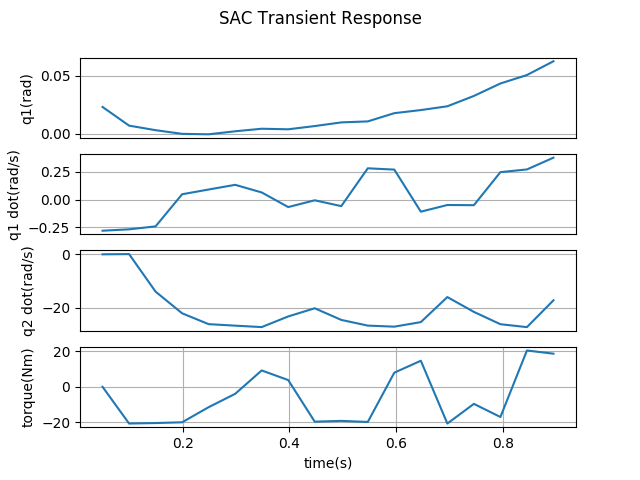 SAC Transient Response
q1(rad)
0.05
0.00
q1 dot(rad/s)
0.25
0.00
−0.25
q2 dot(rad/s)
0
−20
torque(Nm)
20
0
−20
0.2 0.4 0.6 0.8
time(s)